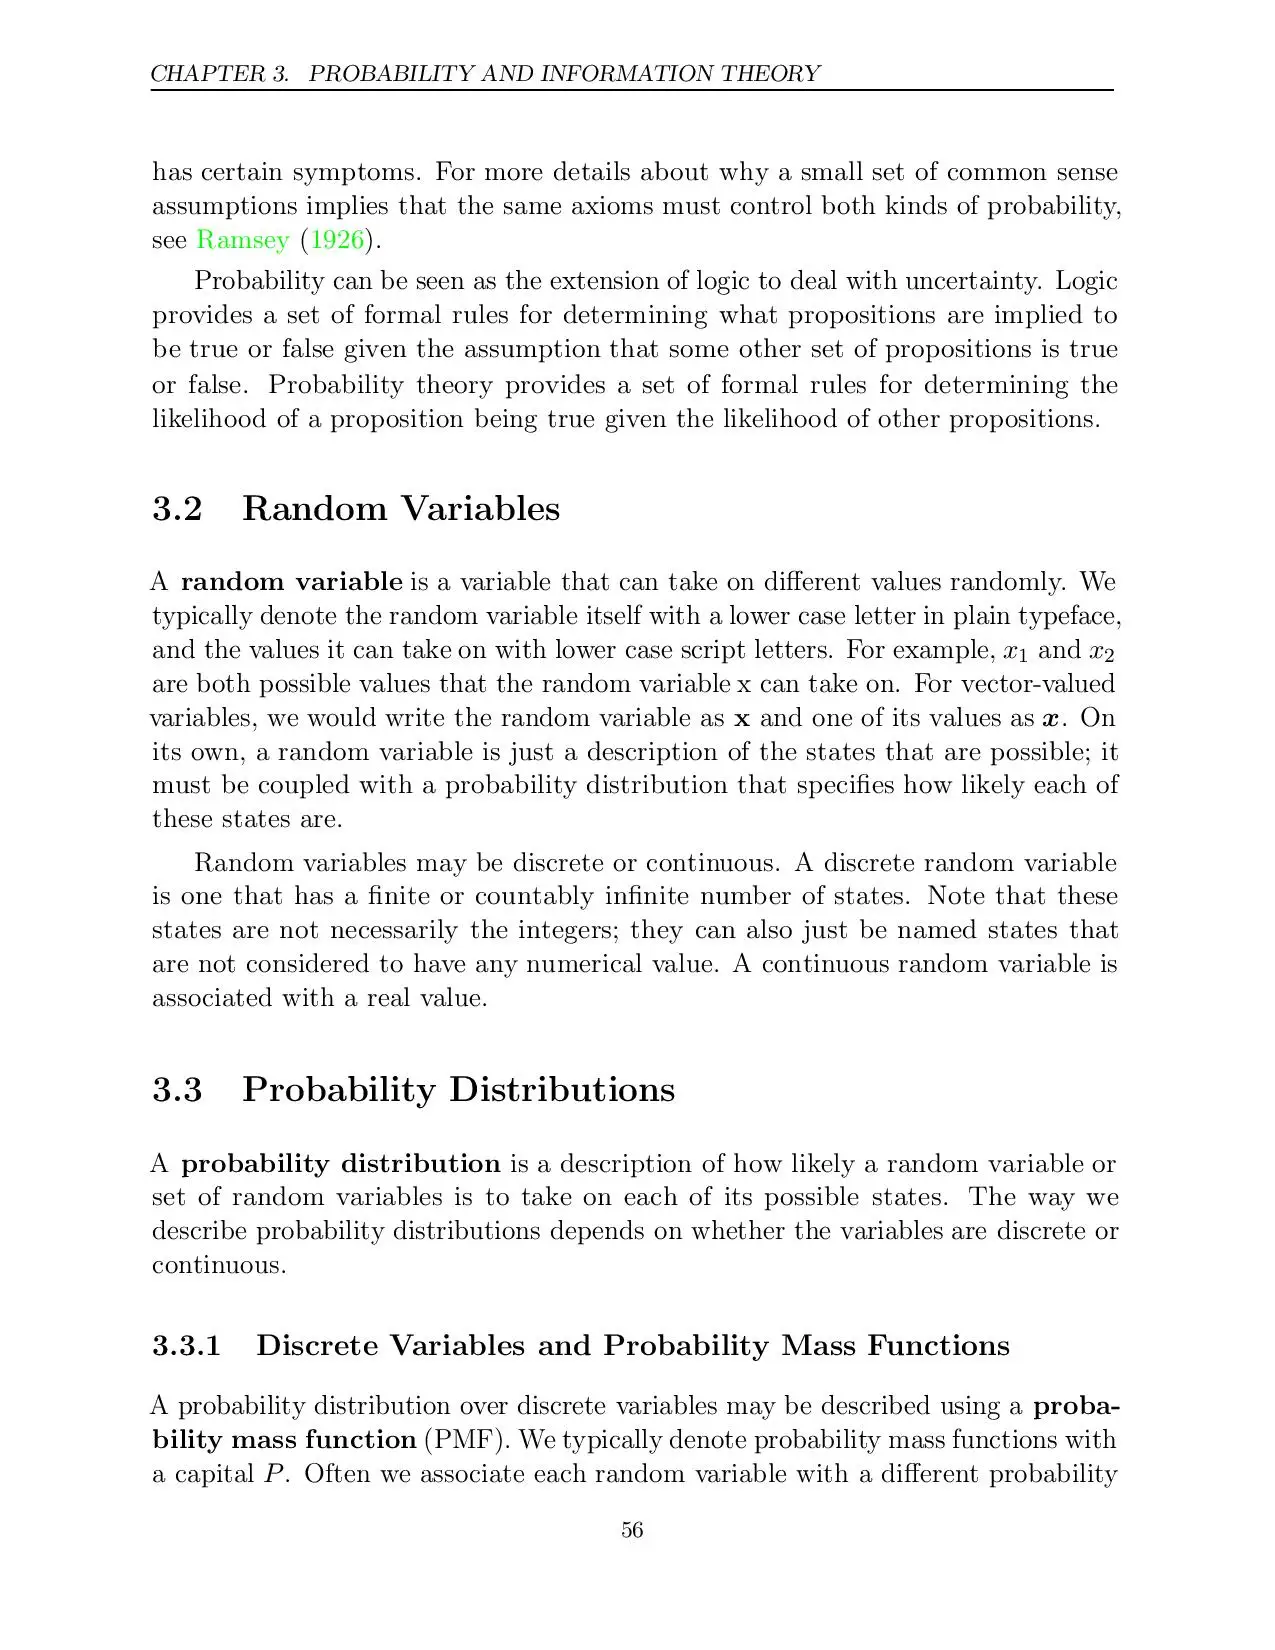 CHAPTER 3. PROBABILITY AND INFORMATION THEORY
has certain symptoms. For more details about why a small set of common sense
assumptions implies that the same axioms must control both kinds of probability,
see Ramsey (1926).
Probability can be seen as the extension of logic to deal with uncertainty. Logic
provides a set of formal rules for determining what propositions are implied to
be true or false given the assumption that some other set of propositions is true
or false. Probability theory provides a set of formal rules for determining the
likelihood of a proposition being true given the likelihood of other propositions.
3.2 Random Variables
A random variable is a variable that can take on different values randomly. We
typically denote the random variable itself with a lower case letter in plain typeface,
and the values it can take on with lower case script letters. For example, x₁ and x₂
are both possible values that the random variable x can take on. For vector-valued
variables, we would write the random variable as x and one of its values as x. On
its own, a random variable is just a description of the states that are possible; it
must be coupled with a probability distribution that specifies how likely each of
these states are.
Random variables may be discrete or continuous. A discrete random variable
is one that has a finite or countably infinite number of states. Note that these
states are not necessarily the integers; they can also just be named states that
are not considered to have any numerical value. A continuous random variable is
associated with a real value.
3.3 Probability Distributions
A probability distribution is a description of how likely a random variable or
set of random variables is to take on each of its possible states. The way we
describe probability distributions depends on whether the variables are discrete or
continuous.
3.3.1 Discrete Variables and Probability Mass Functions
A probability distribution over discrete variables may be described using a proba-
bility mass function (PMF). We typically denote probability mass functions with
a capital P. Often we associate each random variable with a different probability
56